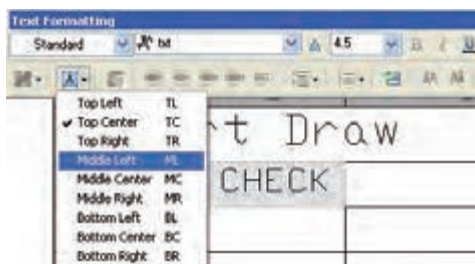 Text Formatting
Standard txt 4.5
Top Left TL
Top Center TC
Top Right TR
Middle Left ML
Middle Center MC
Middle Right MR
Bottom Left BL
Bottom Center BC
Bottom Right BR
rt Draw
CHECK